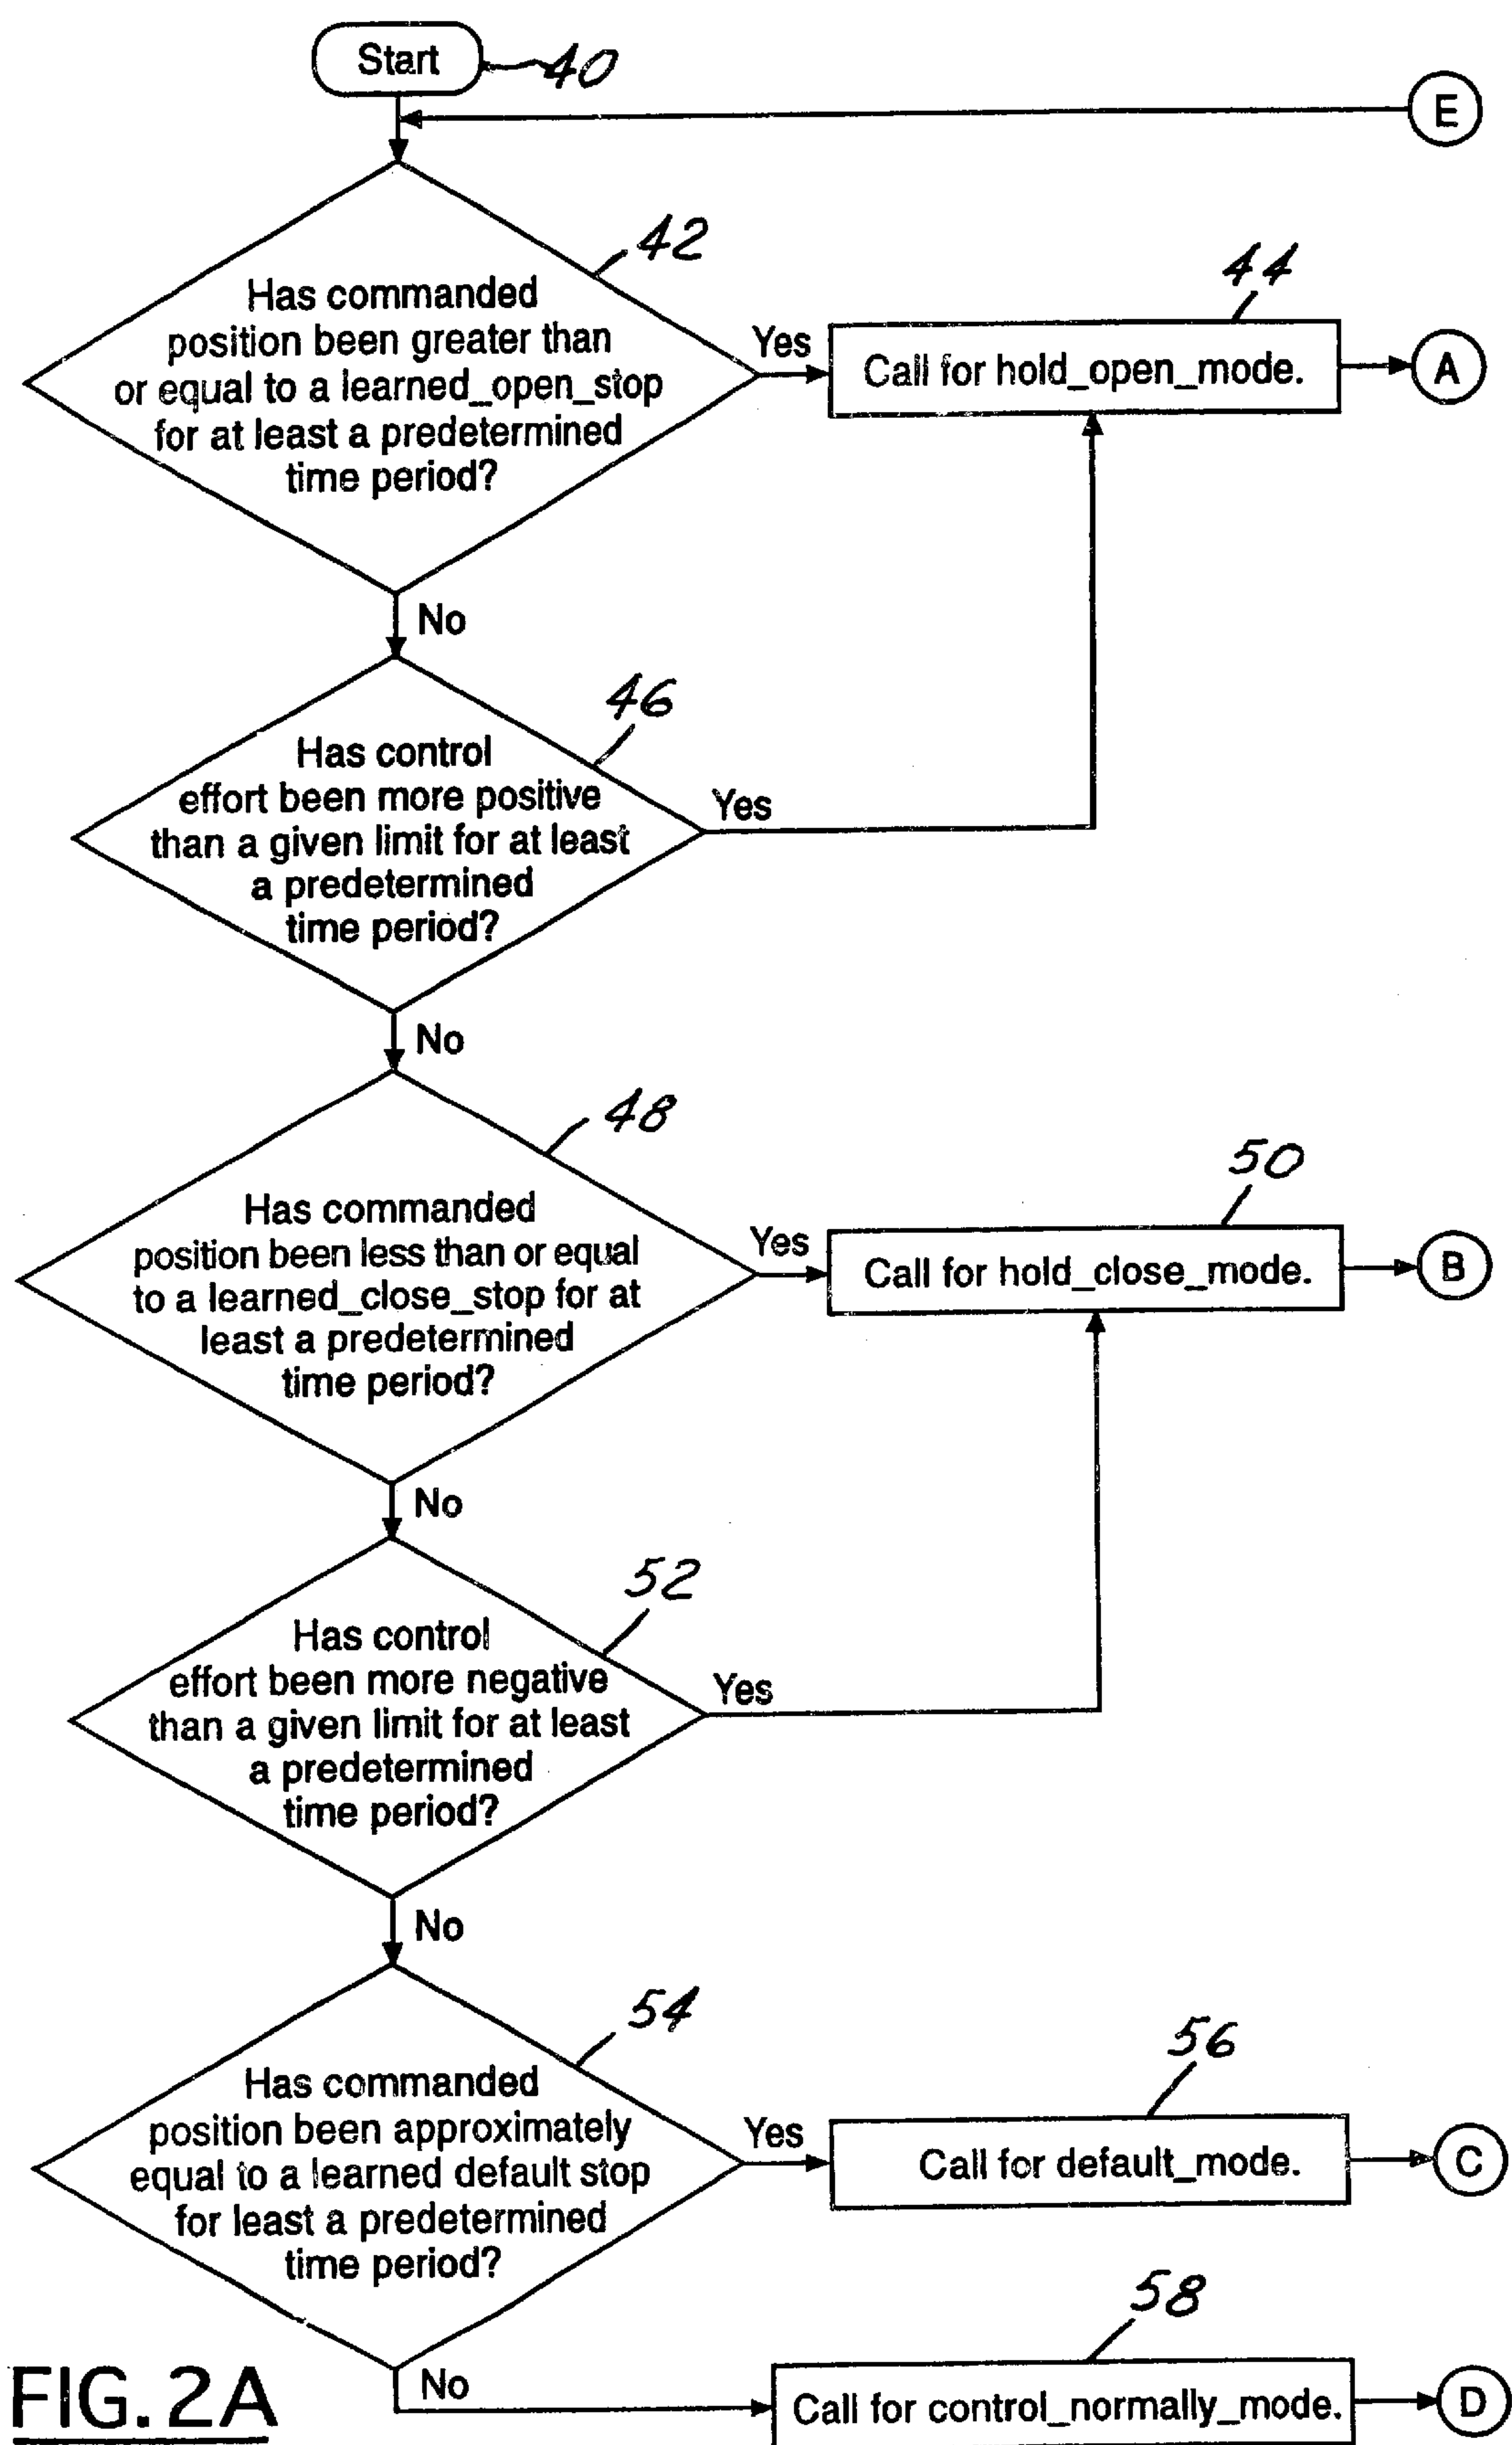 Start
40
E
42
Has commanded
position been greater than
or equal to a learned_open_stop
for at least a predetermined
time period?
Yes
44
Call for hold_open_mode.
A
No
46
Has control
effort been more positive
than a given limit for at least
a predetermined
time period?
Yes
No
48
Has commanded
position been less than or equal
to a learned_close_stop for at
least a predetermined
time period?
Yes
50
Call for hold_close_mode.
B
No
52
Has control
effort been more negative
than a given limit for at least
a predetermined
time period?
Yes
No
54
Has commanded
position been approximately
equal to a learned default stop
for least a predetermined
time period?
Yes
56
Call for default_mode.
C
No
58
Call for control_normally_mode.
D
FIG. 2A